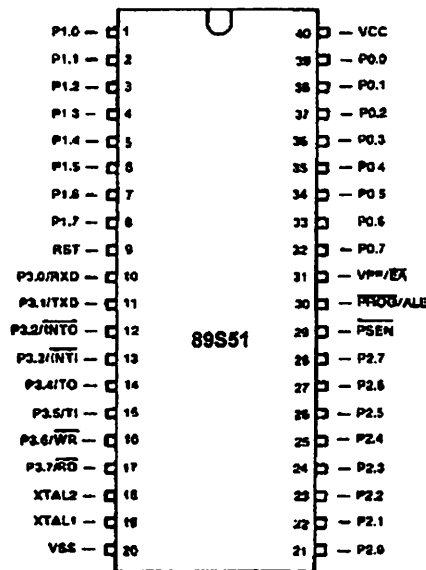 P1.0 1 40 VCC
P1.1 2 39 P0.0
P1.2 3 38 P0.1
P1.3 4 37 P0.2
P1.4 5 36 P0.3
P1.5 6 35 P0.4
P1.6 7 34 P0.5
P1.7 8 33 P0.6
RST 9 32 P0.7
P3.0/RXD 10 31 VPP/EA
P3.1/TXD 11 30 PROG/ALE
P3.2/INT0 12 29 PSEN
89S51
P3.3/INT1 13 28 P2.7
P3.4/TO 14 27 P2.6
P3.5/T1 15 26 P2.5
P3.6/WR 16 25 P2.4
P3.7/RD 17 24 P2.3
XTAL2 18 23 P2.2
XTAL1 19 22 P2.1
VSS 20 21 P2.0